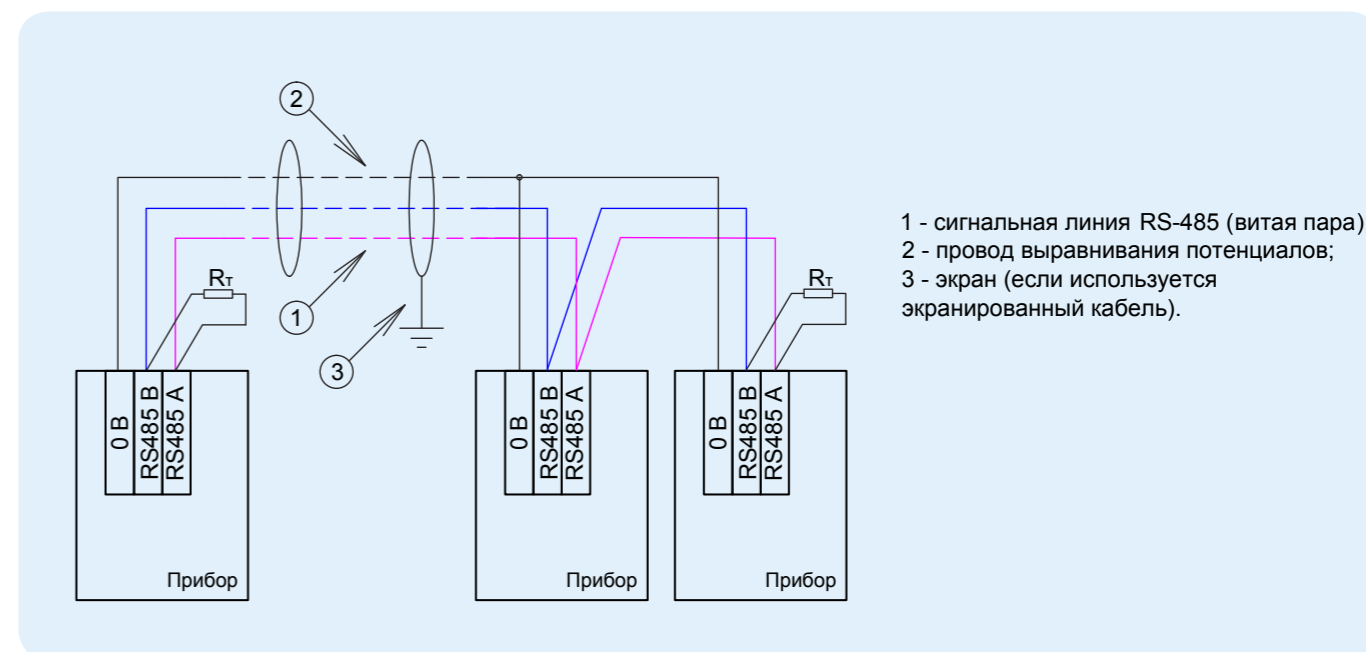 2
1 - сигнальная линия RS-485 (витая пара)
2 - провод выравнивания потенциалов;
3 - экран (если используется
экранированный кабель).
Rт
Rт
1
3
0 В
RS485 B
RS485 A
0 В
RS485 B
RS485 A
0 В
RS485 B
RS485 A
Прибор
Прибор
Прибор